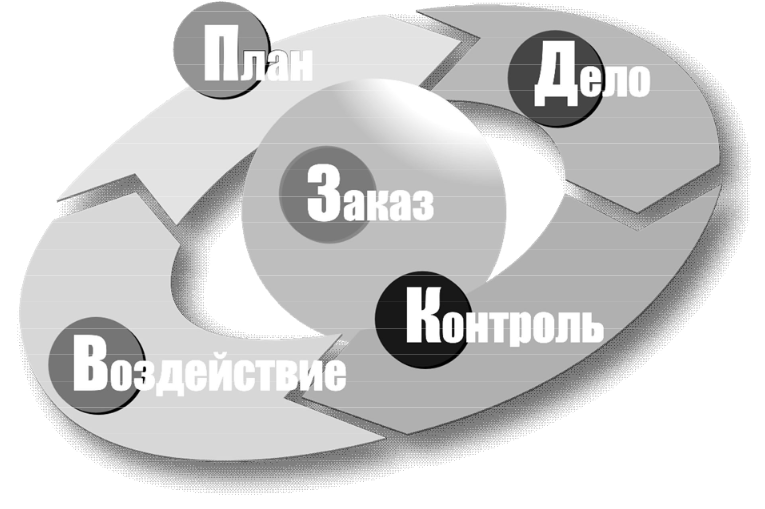 План
Дело
Заказ
Контроль
Воздействие